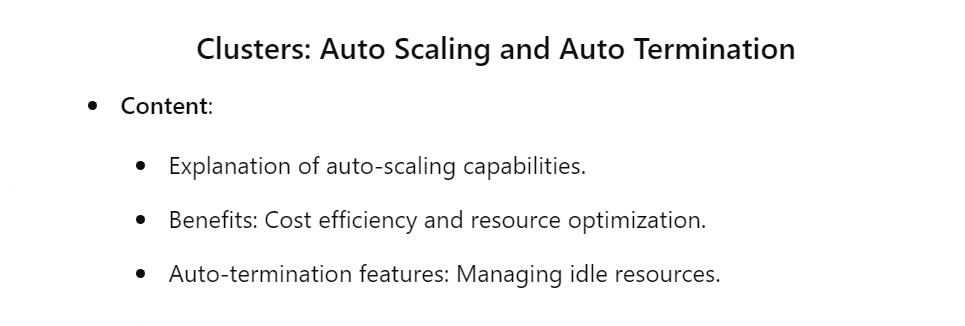 Clusters: Auto Scaling and Auto Termination
• Content:
• Explanation of auto-scaling capabilities.
• Benefits: Cost efficiency and resource optimization.
• Auto-termination features: Managing idle resources.